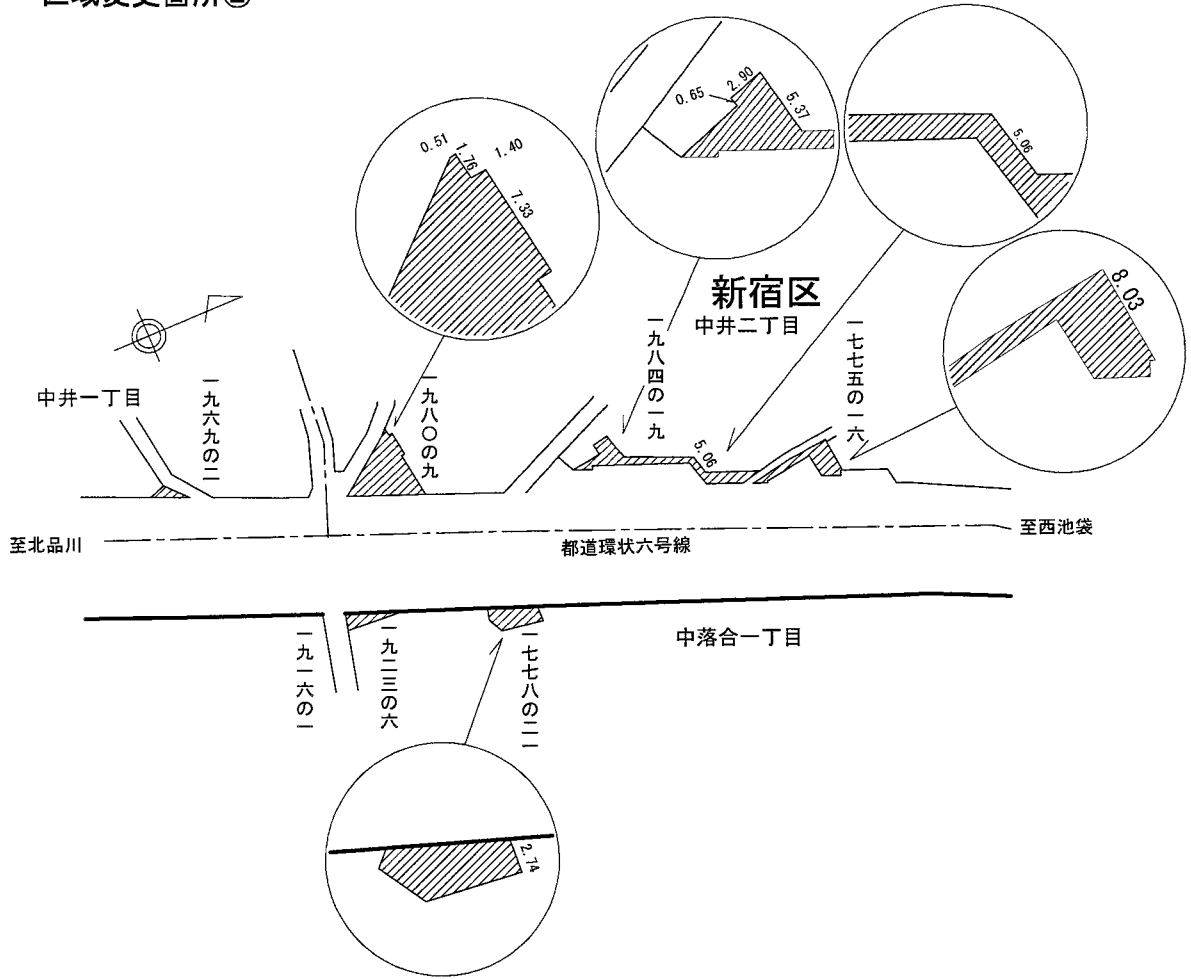 区域変更箇所②
0.51
1.76
1.40
7.33
0.65
2.90
5.37
5.06
8.03
新宿区
中井二丁目
中井一丁目
一九六九の二
一九八〇の九
一九八四の一九
5.06
一七七五の一六
至北品川
都道環状六号線
至西池袋
一九一六の一
一九二三の六
一七七八の二一
中落合一丁目
2.74